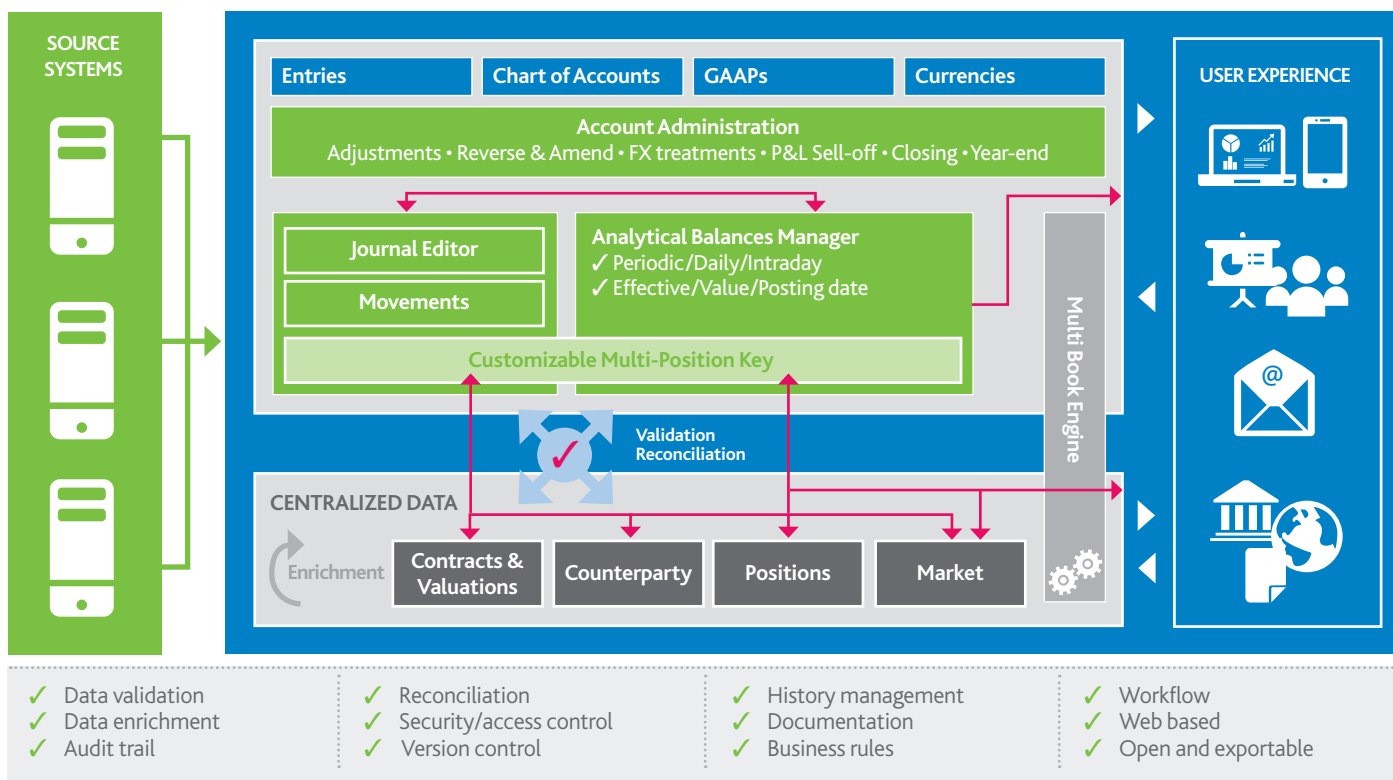 SOURCE
SYSTEMS
Entries
Chart of Accounts
GAAPs
Currencies
Account Administration
Adjustments • Reverse & Amend • FX treatments • P&L Sell-off • Closing • Year-end
Journal Editor
Movements
Analytical Balances Manager
✓ Periodic/Daily/Intraday
✓ Effective/Value/Posting date
Customizable Multi-Position Key
Multi Book Engine
Validation
Reconciliation
CENTRALIZED DATA
Enrichment
Contracts &
Valuations
Counterparty
Positions
Market
USER EXPERIENCE
@
✓ Data validation
✓ Data enrichment
✓ Audit trail
✓ Reconciliation
✓ Security/access control
✓ Version control
✓ History management
✓ Documentation
✓ Business rules
✓ Workflow
✓ Web based
✓ Open and exportable